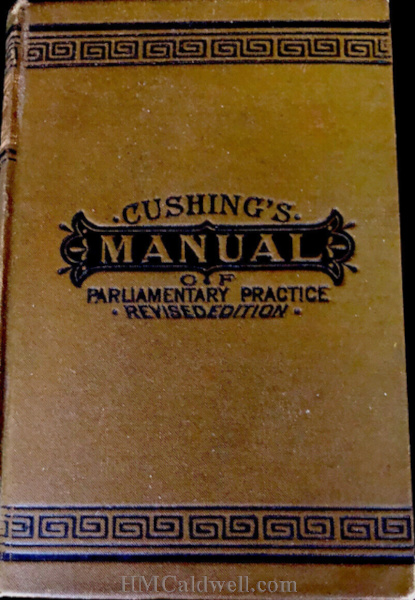 ·CUSHING'S·
MANUAL
OF
PARLIAMENTARY PRACTICE
·REVISED EDITION·
HMCaldwell.com